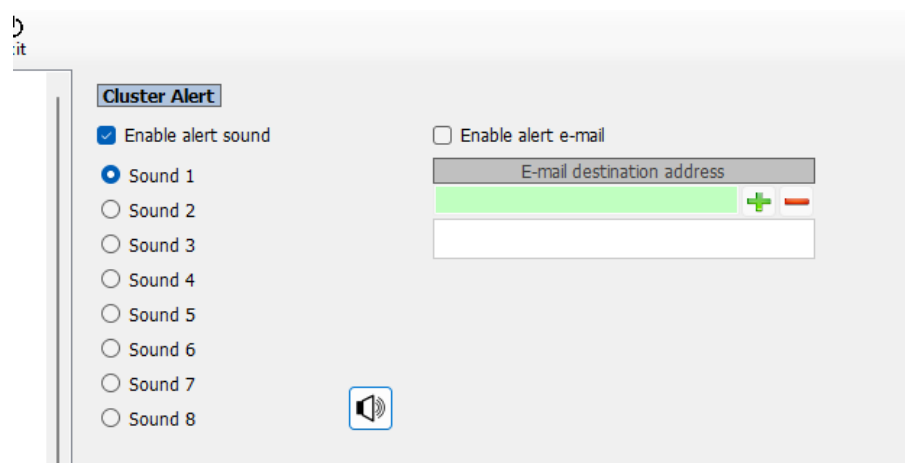 Cluster Alert
Enable alert sound
Enable alert e-mail
Sound 1
E-mail destination address
Sound 2
Sound 3
Sound 4
Sound 5
Sound 6
Sound 7
Sound 8